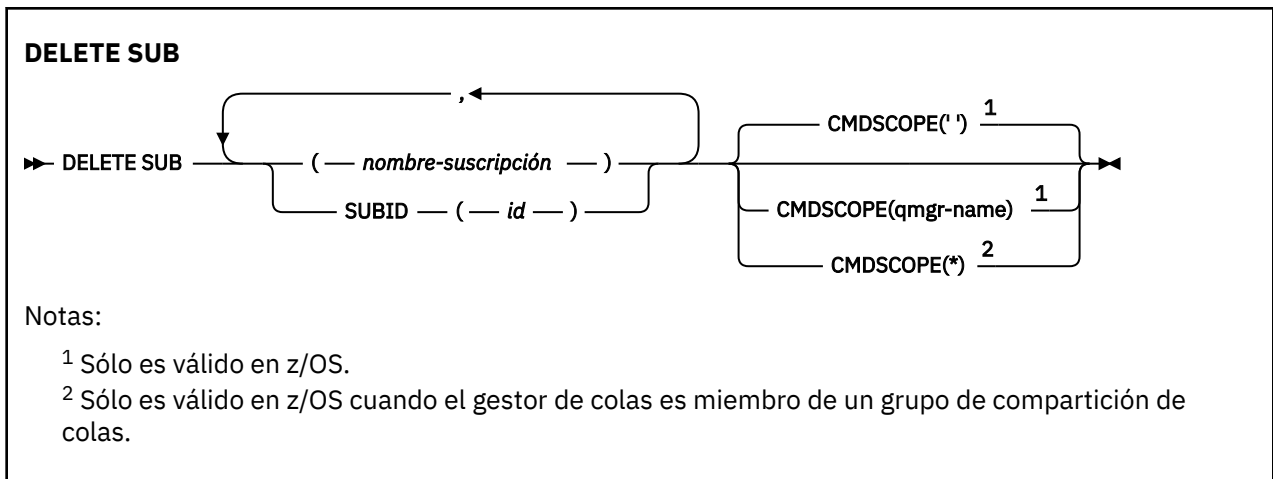 DELETE SUB
,
DELETE SUB
( nombre-suscripción )
SUBID ( id )
CMDSCOPE(' ') 1
CMDSCOPE(qmgr-name) 1
CMDSCOPE(*) 2
Notas:
1 Sólo es válido en z/OS.
2 Sólo es válido en z/OS cuando el gestor de colas es miembro de un grupo de compartición de
colas.